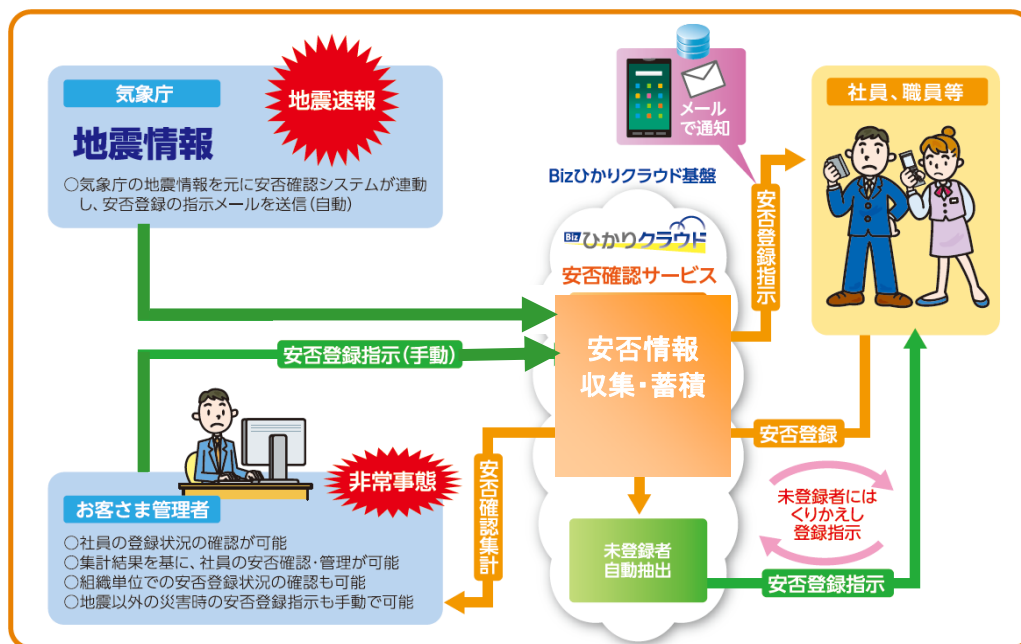 気象庁
地震速報
地震情報
○気象庁の地震情報を元に安否確認システムが連動
し、安否登録の指示メールを送信(自動)
メール
で通知
社員、職員等
Bizひかりクラウド基盤
Bizひかりクラウド
安否確認サービス
安否登録指示
安否情報
収集・蓄積
安否登録指示(手動)
安否登録
非常事態
お客さま管理者
○社員の登録状況の確認が可能
○集計結果を基に、社員の安否確認・管理が可能
○組織単位での安否登録状況の確認も可能
○地震以外の災害時の安否登録指示も手動で可能
安否確認集計
未登録者
自動抽出
未登録者には
くりかえし
登録指示
安否登録指示